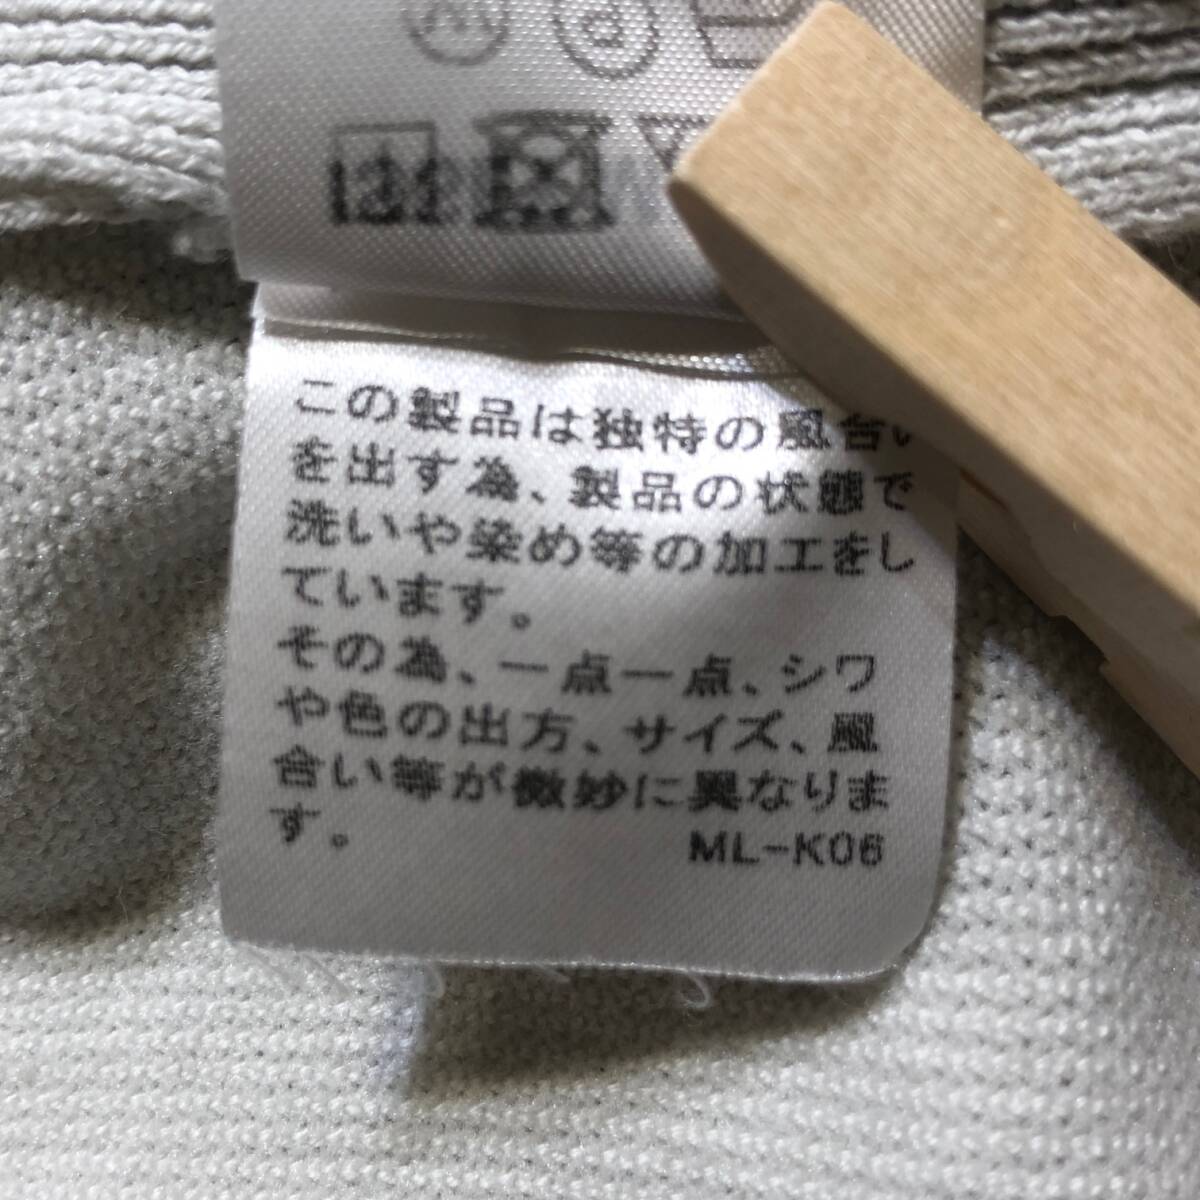 この製品は独特の風合い
を出す為、製品の状態で
洗いや染め等の加工をし
ています。
その為、一点一点、シワ
や色の出方、サイズ、風
合い等が微妙に異なりま
す。 ML-K06